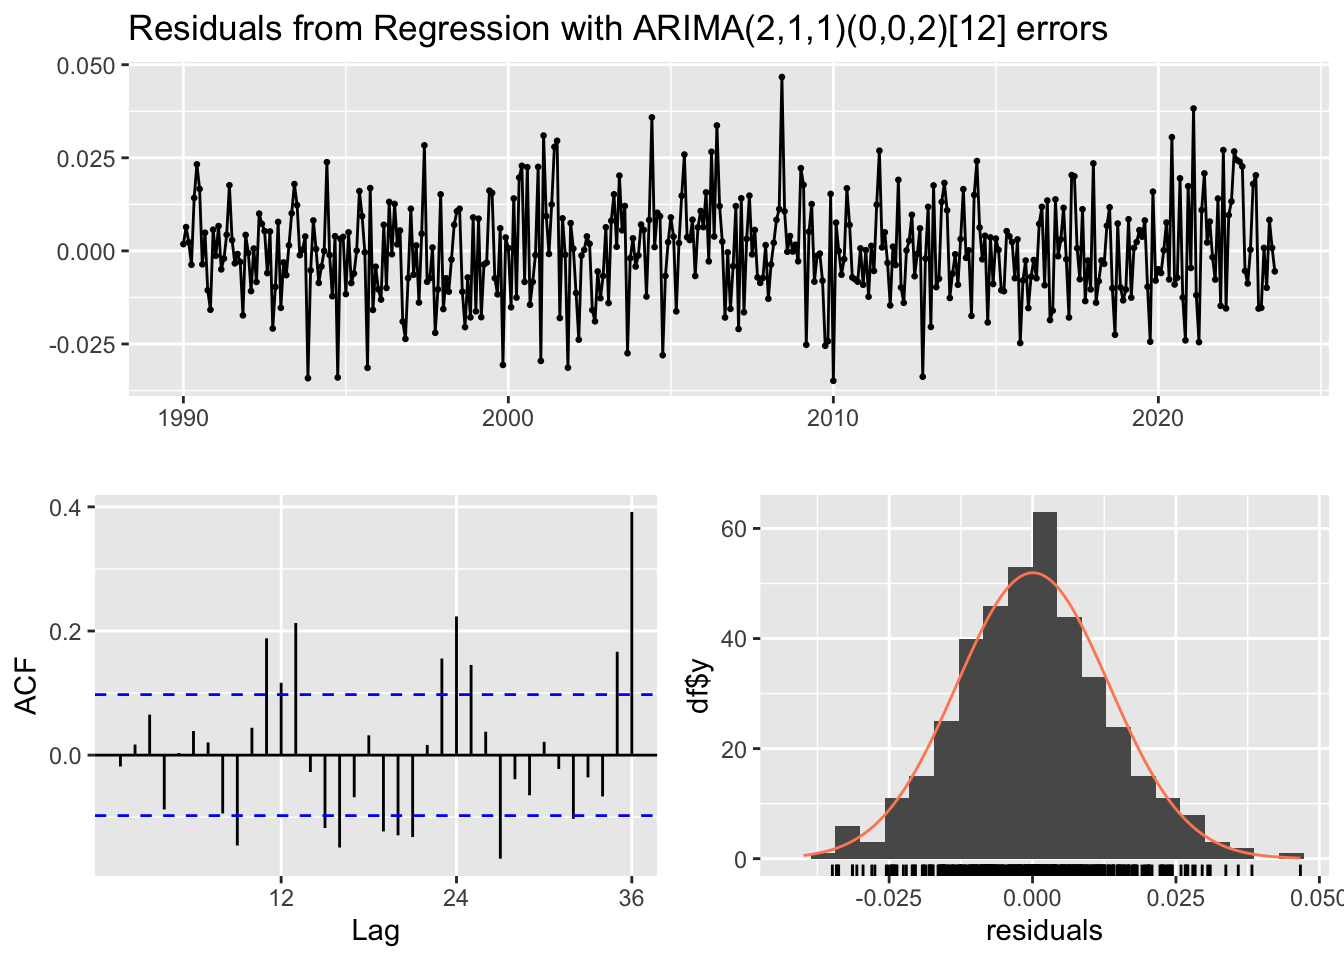 Residuals from Regression with ARIMA(2,1,1)(0,0,2)[12] errors
0.050
0.025
0.000
-0.025
1990 2000 2010 2020
0.4
0.2
0.0
ACF
12 24 36
Lag
60
40
20
0
df$y
-0.025 0.000 0.025 0.050
residuals